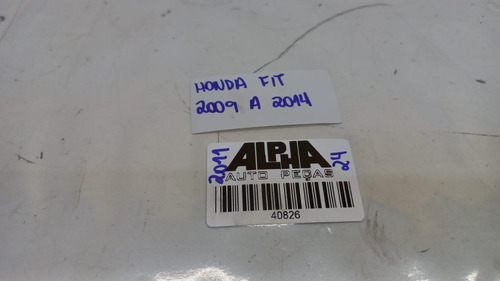 HONDA FIT
2009 A 2014
2011
ALPHA
24
AUTO PEÇAS
40826